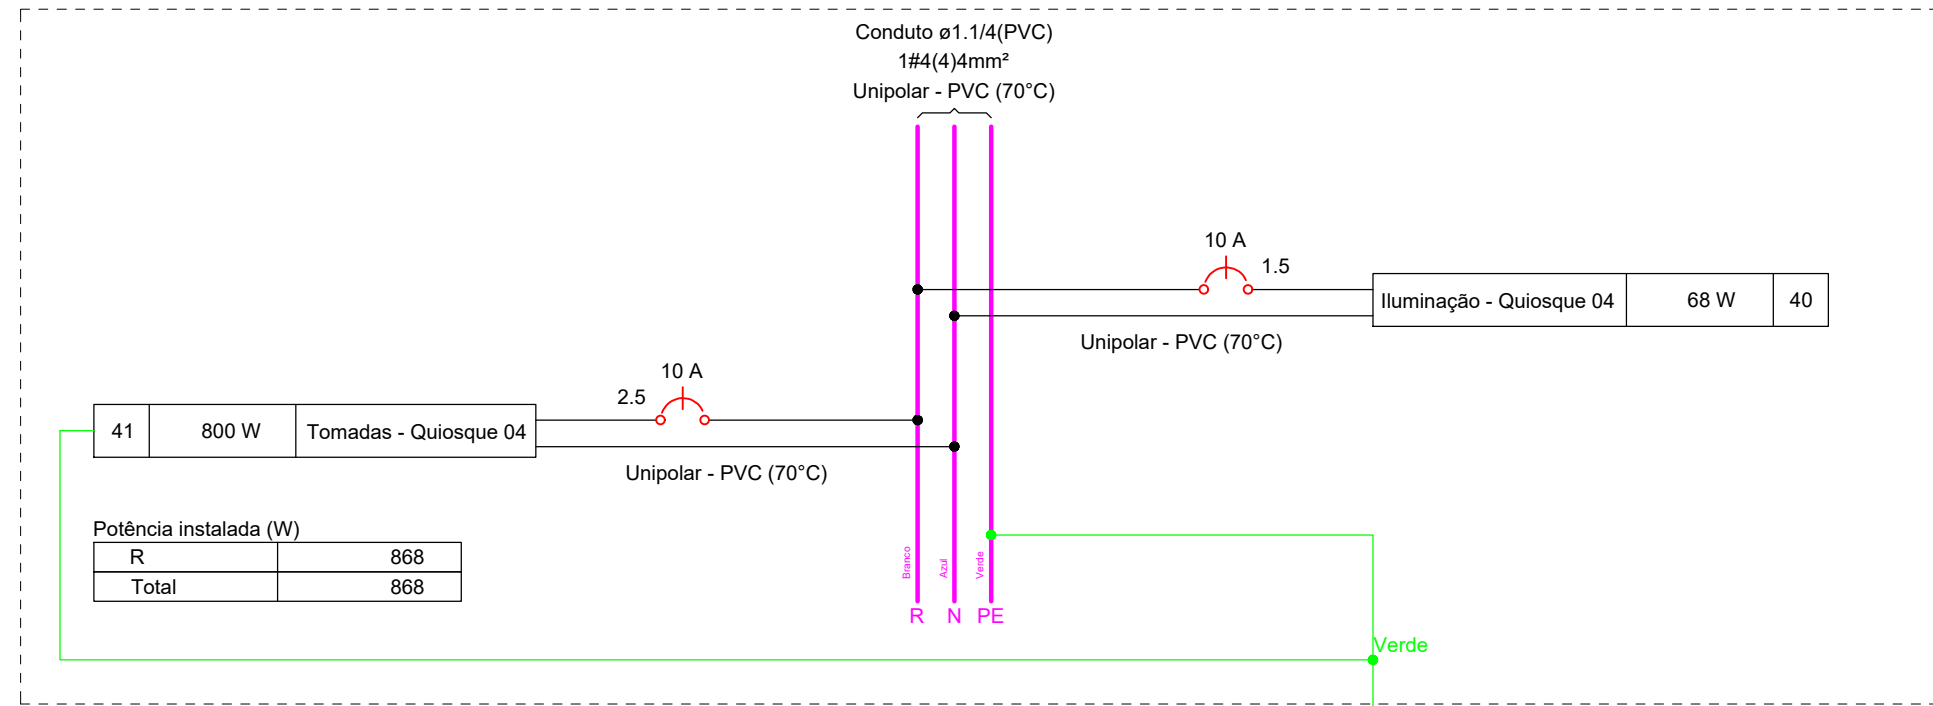 Conduto ø1.1/4(PVC)
1#4(4)4mm²
Unipolar - PVC (70°C)
10 A
1.5
Iluminação - Quiosque 04 68 W 40
Unipolar - PVC (70°C)
10 A
2.5
41 800 W Tomadas - Quiosque 04
Unipolar - PVC (70°C)
Potência instalada (W)
R 868
Total 868
Branco
Azul
Verde
R N PE
Verde